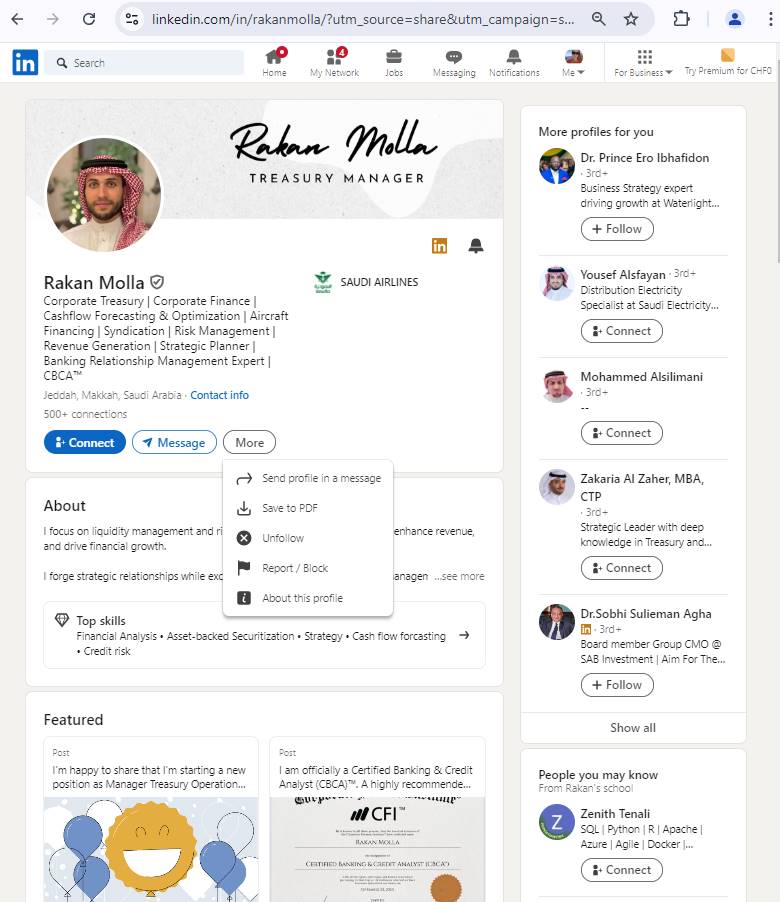 linkedin.com/in/rakanmolla/?utm_source=share&utm_campaign=s...
in
Search
Home
4
My Network
Jobs
Messaging
Notifications
Me
For Business
Try Premium for CHF0
Rakan Molla
TREASURY MANAGER
in
Rakan Molla
SAUDI AIRLINES
Corporate Treasury | Corporate Finance |
Cashflow Forecasting & Optimization | Aircraft
Financing | Syndication | Risk Management |
Revenue Generation | Strategic Planner |
Banking Relationship Management Expert |
CBCA™
Jeddah, Makkah, Saudi Arabia · Contact info
500+ connections
Connect
Message
More
Send profile in a message
Save to PDF
Unfollow
Report / Block
About this profile
About
I focus on liquidity management and ri enhance revenue,
and drive financial growth.
I forge strategic relationships while exc managen ...see more
Top skills
Financial Analysis • Asset-backed Securitization • Strategy • Cash flow forcasting
• Credit risk
Featured
Post
I'm happy to share that I'm starting a new
position as Manager Treasury Operation...
Post
I am officially a Certified Banking & Credit
Analyst (CBCA)™. A highly recommende...
CFI™
RAKAN MOLLA
CERTIFIED BANKING & CREDIT ANALYST (CBCA)®
More profiles for you
Dr. Prince Ero Ibhafidon
· 3rd+
Business Strategy expert
driving growth at Waterlight...
+ Follow
Yousef Alsfayan · 3rd+
Distribution Electricity
Specialist at Saudi Electricity...
Connect
Mohammed Alsilimani
· 3rd+
--
Connect
Zakaria Al Zaher, MBA,
CTP
· 3rd+
Strategic Leader with deep
knowledge in Treasury and...
Connect
Dr.Sobhi Sulieman Agha
in · 3rd+
Board member Group CMO @
SAB Investment | Aim For The...
+ Follow
Show all
People you may know
From Rakan's school
Z
Zenith Tenali
SQL | Python | R | Apache |
Azure | Agile | Docker |...
Connect